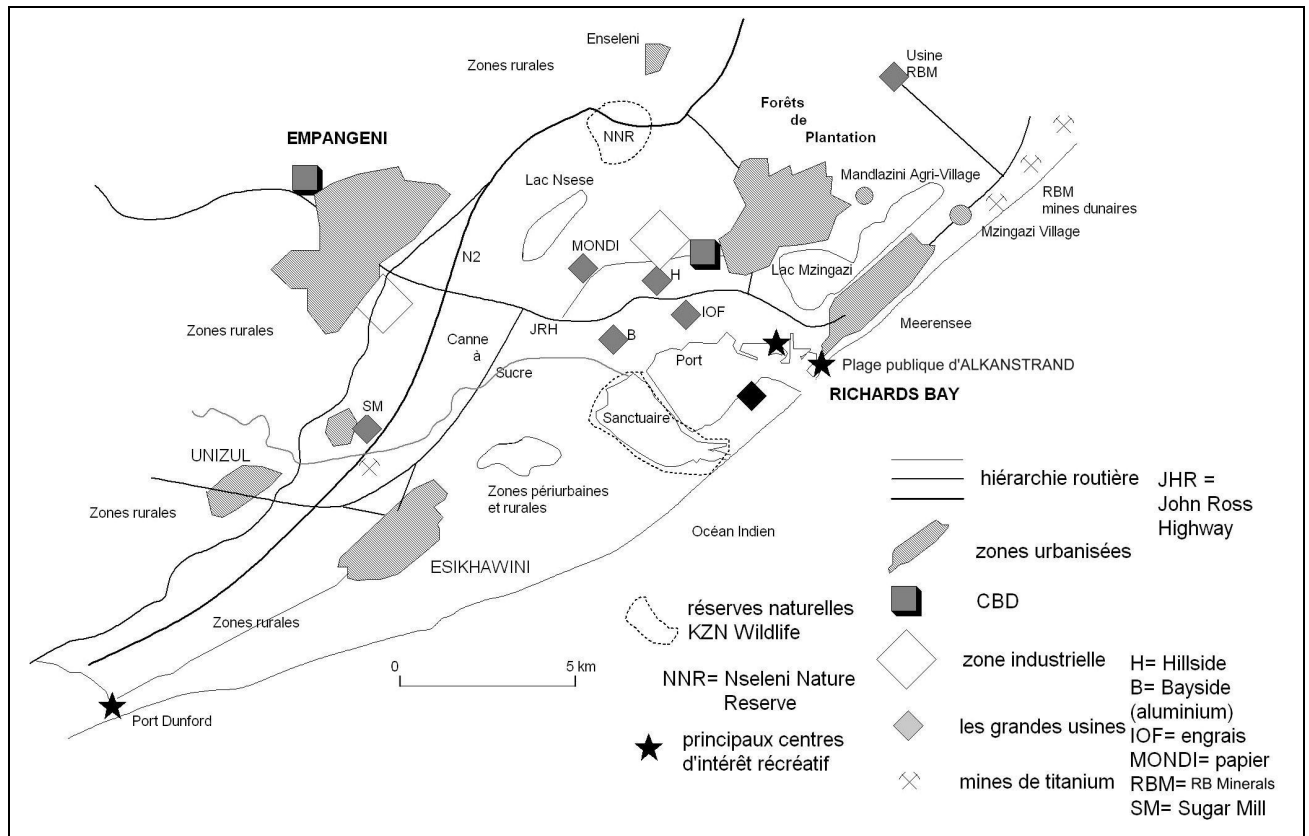 Enseleni
Zones rurales
Usine
RBM
Forêts
de
Plantation
EMPANGENI
NNR
Mandlazini Agri-Village
Lac Nsese
RBM
mines dunaires
Mzingazi Village
MONDI
N2
H
Lac Mzingazi
IOF
Zones rurales
JRH
Meerensee
Canne
à
Sucre
B
Port
Plage publique d'ALKANSTRAND
RICHARDS BAY
SM
Sanctuaire
UNIZUL
Zones périurbaines
et rurales
Zones rurales
Océan Indien
ESIKHAWINI
Zones rurales
Port Dunford
0 5 km
hiérarchie routière
JHR =
John Ross
Highway
zones urbanisées
CBD
réserves naturelles
KZN Wildlife
zone industrielle
NNR= Nseleni Nature
Reserve
les grandes usines
principaux centres
d'intérêt récréatif
mines de titanium
H= Hillside
B= Bayside
(aluminium)
IOF= engrais
MONDI= papier
RBM= RB Minerals
SM= Sugar Mill